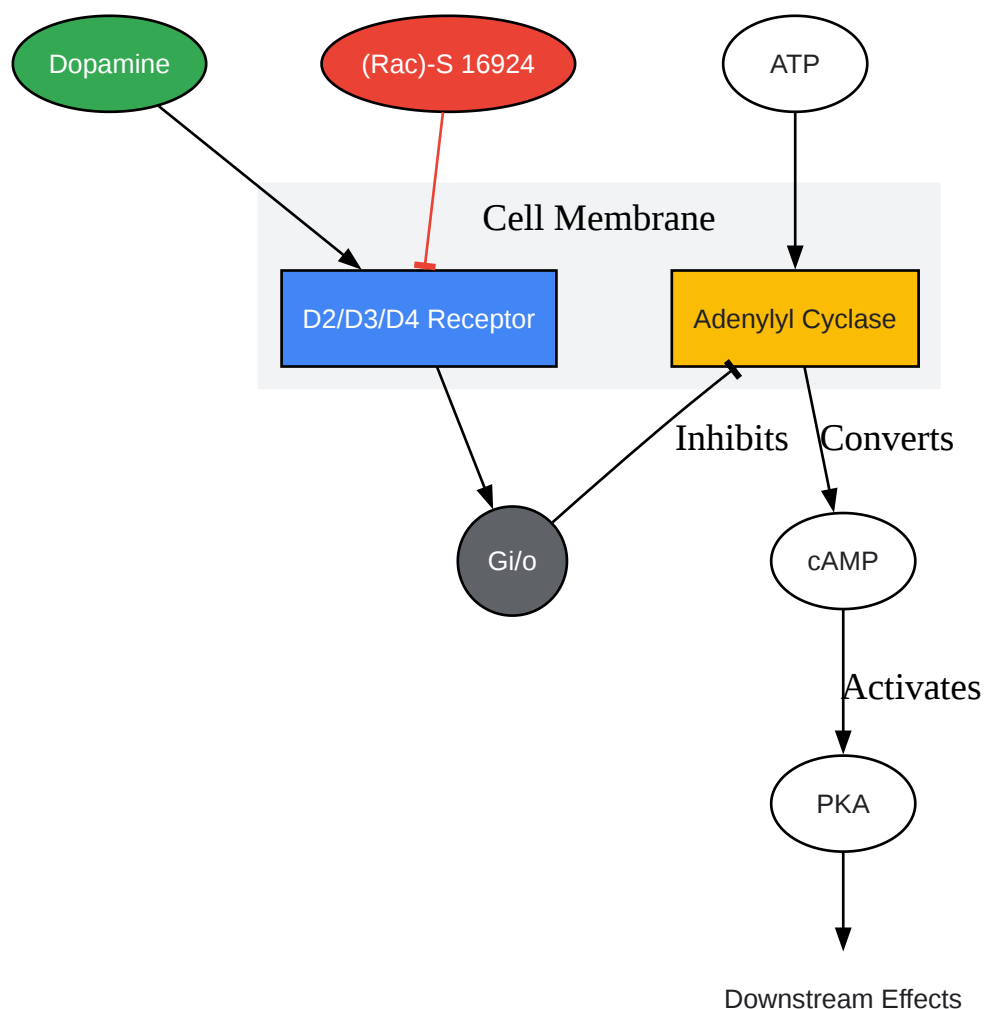 Dopamine
(Rac)-S 16924
ATP
Cell Membrane
D2/D3/D4 Receptor
Adenylyl Cyclase
Inhibits
Converts
Gi/o
cAMP
Activates
PKA
Downstream Effects